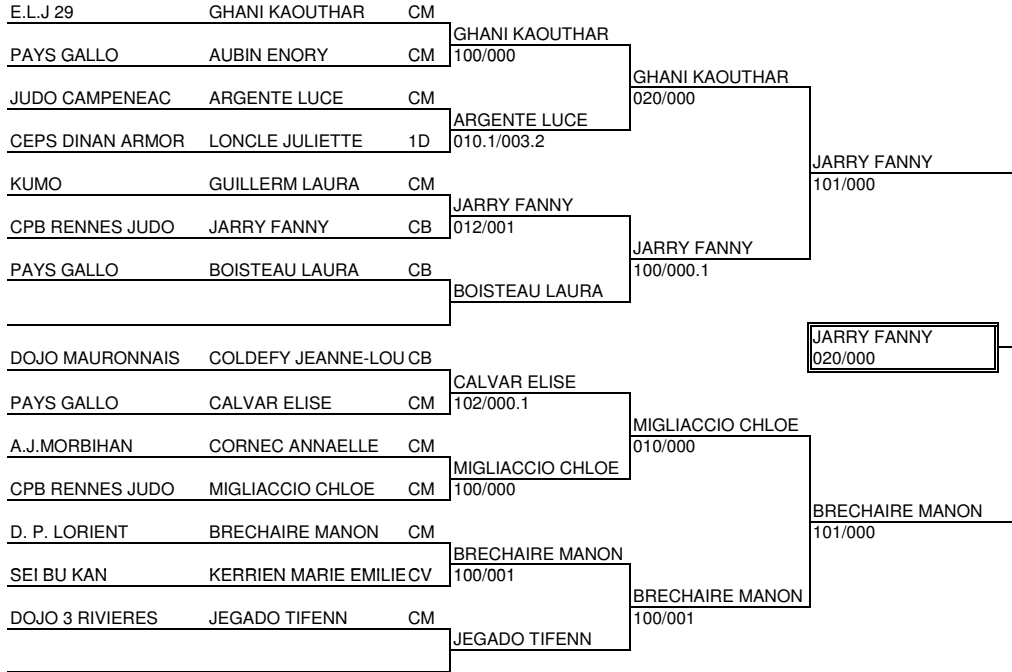 E.L.J 29 GHANI KAOUTHAR CM
GHANI KAOUTHAR
PAYS GALLO AUBIN ENORY CM 100/000
GHANI KAOUTHAR
JUDO CAMPENEAC ARGENTE LUCE CM 020/000
ARGENTE LUCE
CEPS DINAN ARMOR LONCLE JULIETTE 1D 010.1/003.2
JARRY FANNY
KUMO GUILLERM LAURA CM 101/000
JARRY FANNY
CPB RENNES JUDO JARRY FANNY CB 012/001
JARRY FANNY
PAYS GALLO BOISTEAU LAURA CB 100/000.1
BOISTEAU LAURA
JARRY FANNY
DOJO MAURONNAIS COLDEFY JEANNE-LOU CB 020/000
CALVAR ELISE
PAYS GALLO CALVAR ELISE CM 102/000.1
MIGLIACCIO CHLOE
A.J.MORBIHAN CORNEC ANNAELLE CM 010/000
MIGLIACCIO CHLOE
CPB RENNES JUDO MIGLIACCIO CHLOE CM 100/000
BRECHAIRE MANON
D. P. LORIENT BRECHAIRE MANON CM 101/000
BRECHAIRE MANON
SEI BU KAN KERRIEN MARIE EMILIE CV 100/001
BRECHAIRE MANON
DOJO 3 RIVIERES JEGADO TIFENN CM 100/001
JEGADO TIFENN